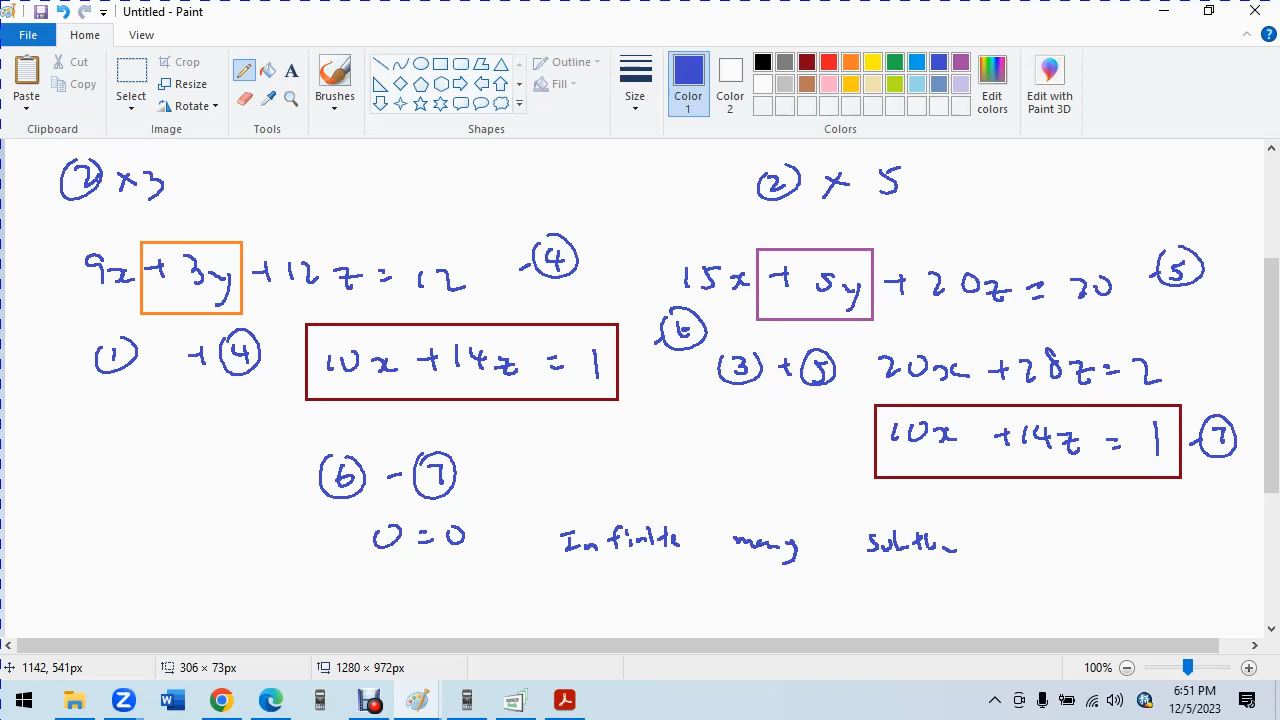 Untitled - Paint
File Home View
Paste Cut Copy Clipboard
Select Crop Resize Rotate Image
Tools
Brushes
Outline Fill Shapes
Size
Color 1 Color 2 Edit colors Colors
Edit with Paint 3D
② × 3
② × 5
9x + 3y + 12z = 12 - ④
15x + 5y + 20z = 20 - ⑤
① + ④ 10x + 14z = 1 - ⑥
③ + ⑤ 20x + 28z = 2
10x + 14z = 1 - ⑦
⑥ - ⑦
0 = 0 Infinite many
1142, 541px 306 × 73px 1280 × 972px 100%
6:51 PM
12/5/2023